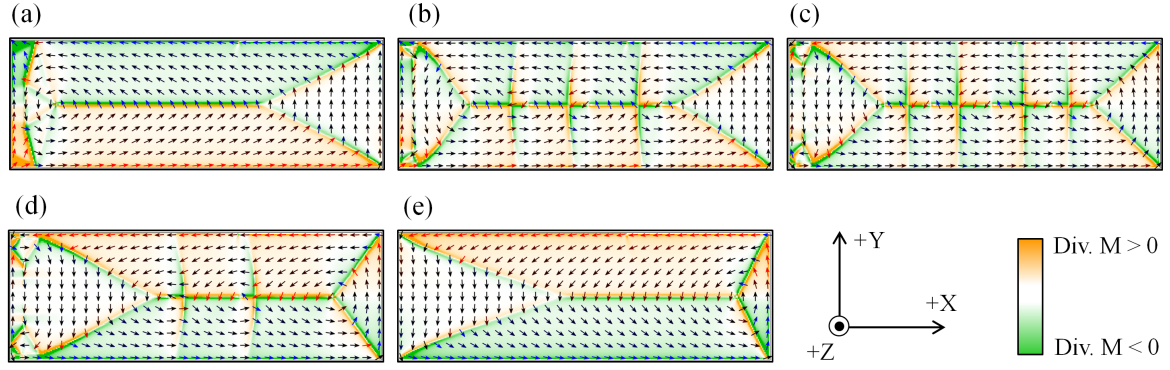 (a)
(b)
(c)
(d)
(e)
+Y
+X
+Z
Div. M > 0
Div. M < 0